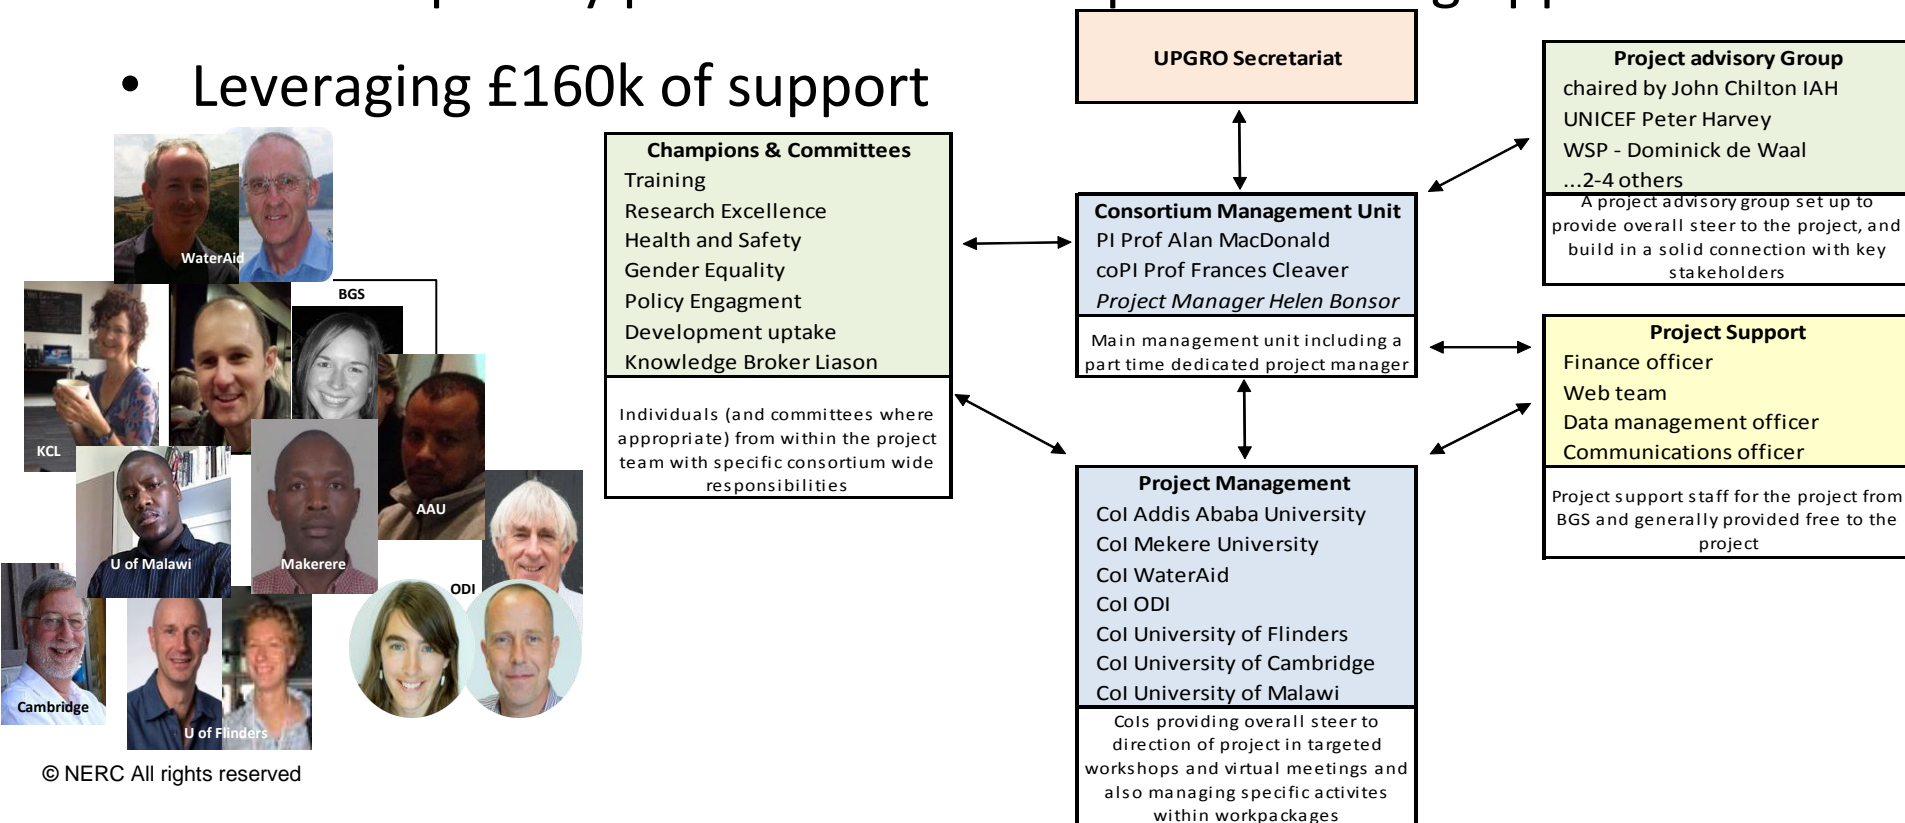 • Leveraging £160k of support
WaterAid
BGS
KCL
AAU
U of Malawi
Makerere
ODI
Cambridge
U of Flinders
© NERC All rights reserved
Champions & Committees
Training
Research Excellence
Health and Safety
Gender Equality
Policy Engagment
Development uptake
Knowledge Broker Liason
Individuals (and committees where
appropriate) from within the project
team with specific consortium wide
responsibilities
UPGRO Secretariat
Consortium Management Unit
PI Prof Alan MacDonald
coPI Prof Frances Cleaver
Project Manager Helen Bonsor
Main management unit including a
part time dedicated project manager
Project Management
CoI Addis Ababa University
CoI Mekere University
CoI WaterAid
CoI ODI
CoI University of Flinders
CoI University of Cambridge
CoI University of Malawi
CoIs providing overall steer to
direction of project in targeted
workshops and virtual meetings and
also managing specific activites
within workpackages
Project advisory Group
chaired by John Chilton IAH
UNICEF Peter Harvey
WSP - Dominick de Waal
...2-4 others
A project advisory group set up to
provide overall steer to the project, and
build in a solid connection with key
stakeholders
Project Support
Finance officer
Web team
Data management officer
Communications officer
Project support staff for the project from
BGS and generally provided free to the
project